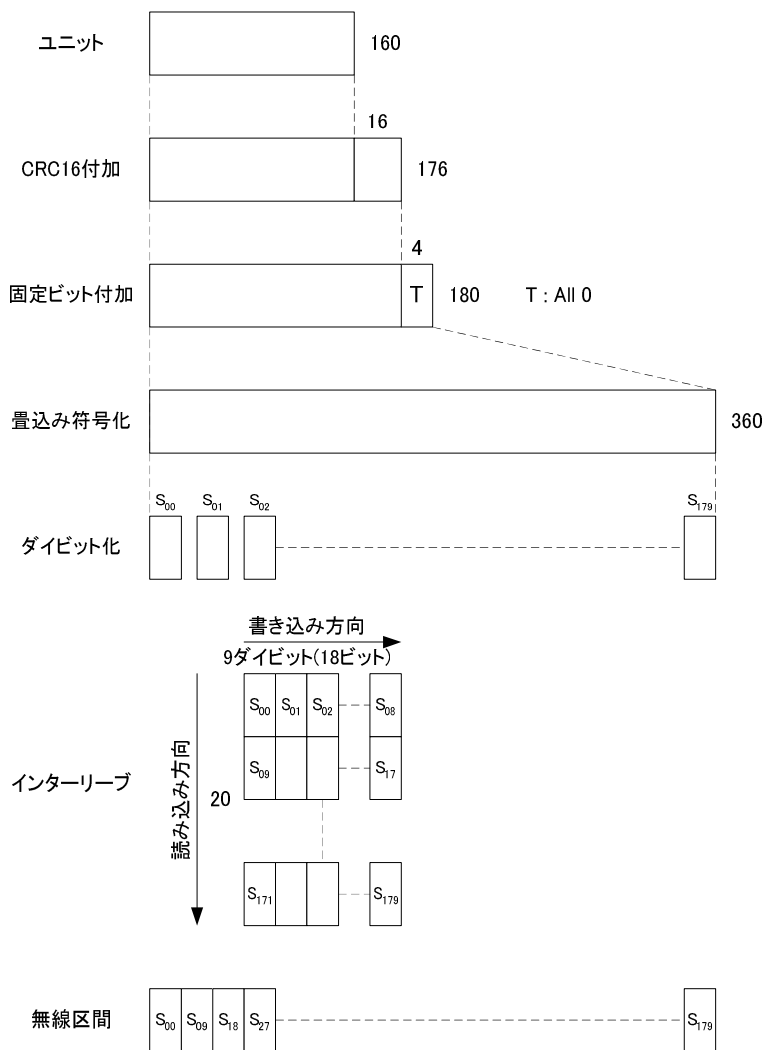 ユニット 160
16
CRC16付加 176
4
固定ビット付加 T 180 T : All 0
畳込み符号化 360
S00 S01 S02 S179
ダイビット化
書き込み方向
9ダイビット(18ビット)
S00 S01 S02 S08
S09 S17
インターリーブ 読み込み方向 20
S171 S179
無線区間 S00 S09 S18 S27 S179